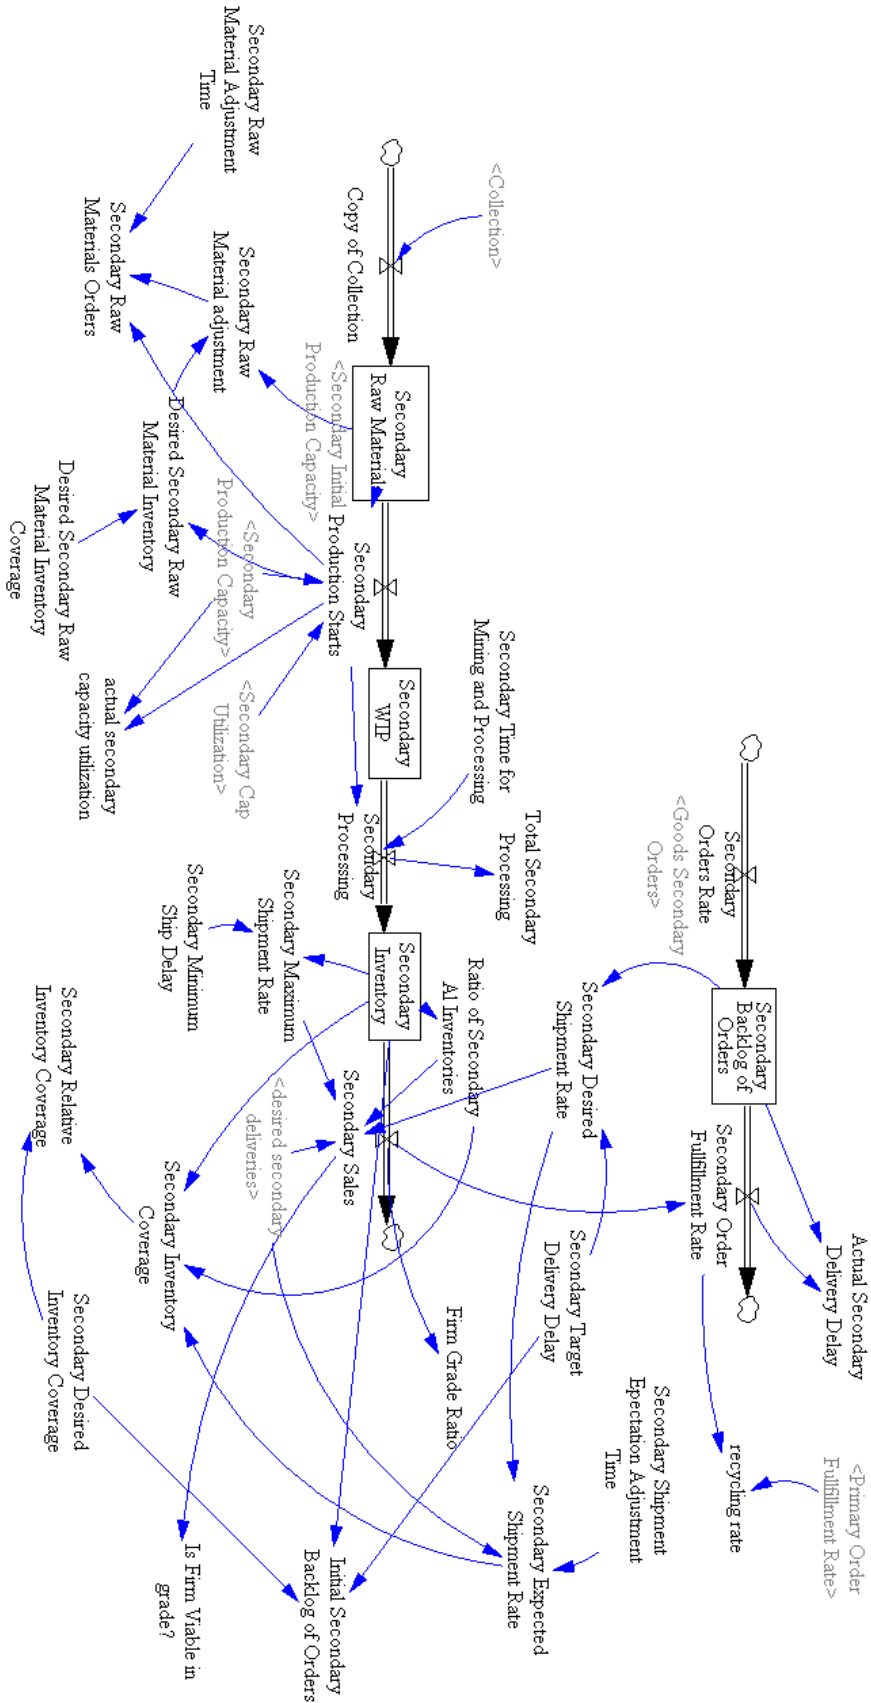 Secondary Raw
Material Adjustment
Time
Secondary Raw
Materials Orders
Secondary Raw
Material adjustment
<Collection>
Copy of Collection
Secondary
Raw Material
<Secondary Initial
Production Capacity>
Desired Secondary Raw
Material Inventory
Desired Secondary Raw
Material Inventory
Coverage
<Secondary
Production Capacity>
Secondary
Production Starts
actual secondary
capacity utilization
<Secondary Cap
Utilization>
Secondary
WIP
Secondary Time for
Mining and Processing
Secondary
Processing
Total Secondary
Processing
Secondary
Orders Rate
<Goods Secondary
Orders>
Secondary
Backlog of
Orders
Secondary Order
Fullfillment Rate
Actual Secondary
Delivery Delay
Secondary
Inventory
Secondary Maximum
Shipment Rate
Secondary Minimum
Ship Delay
Ratio of Secondary
Al Inventories
Secondary Desired
Shipment Rate
Secondary Sales
<desired secondary
deliveries>
Secondary Relative
Inventory Coverage
Secondary Inventory
Coverage
Secondary Desired
Inventory Coverage
Secondary Target
Delivery Delay
Firm Grade Ratio
Secondary Shipment
Epectation Adjustment
Time
recycling rate
<Primary Order
Fullfillment Rate>
Secondary Expected
Shipment Rate
Initial Secondary
Backlog of Orders
Is Firm Viable in
grade?